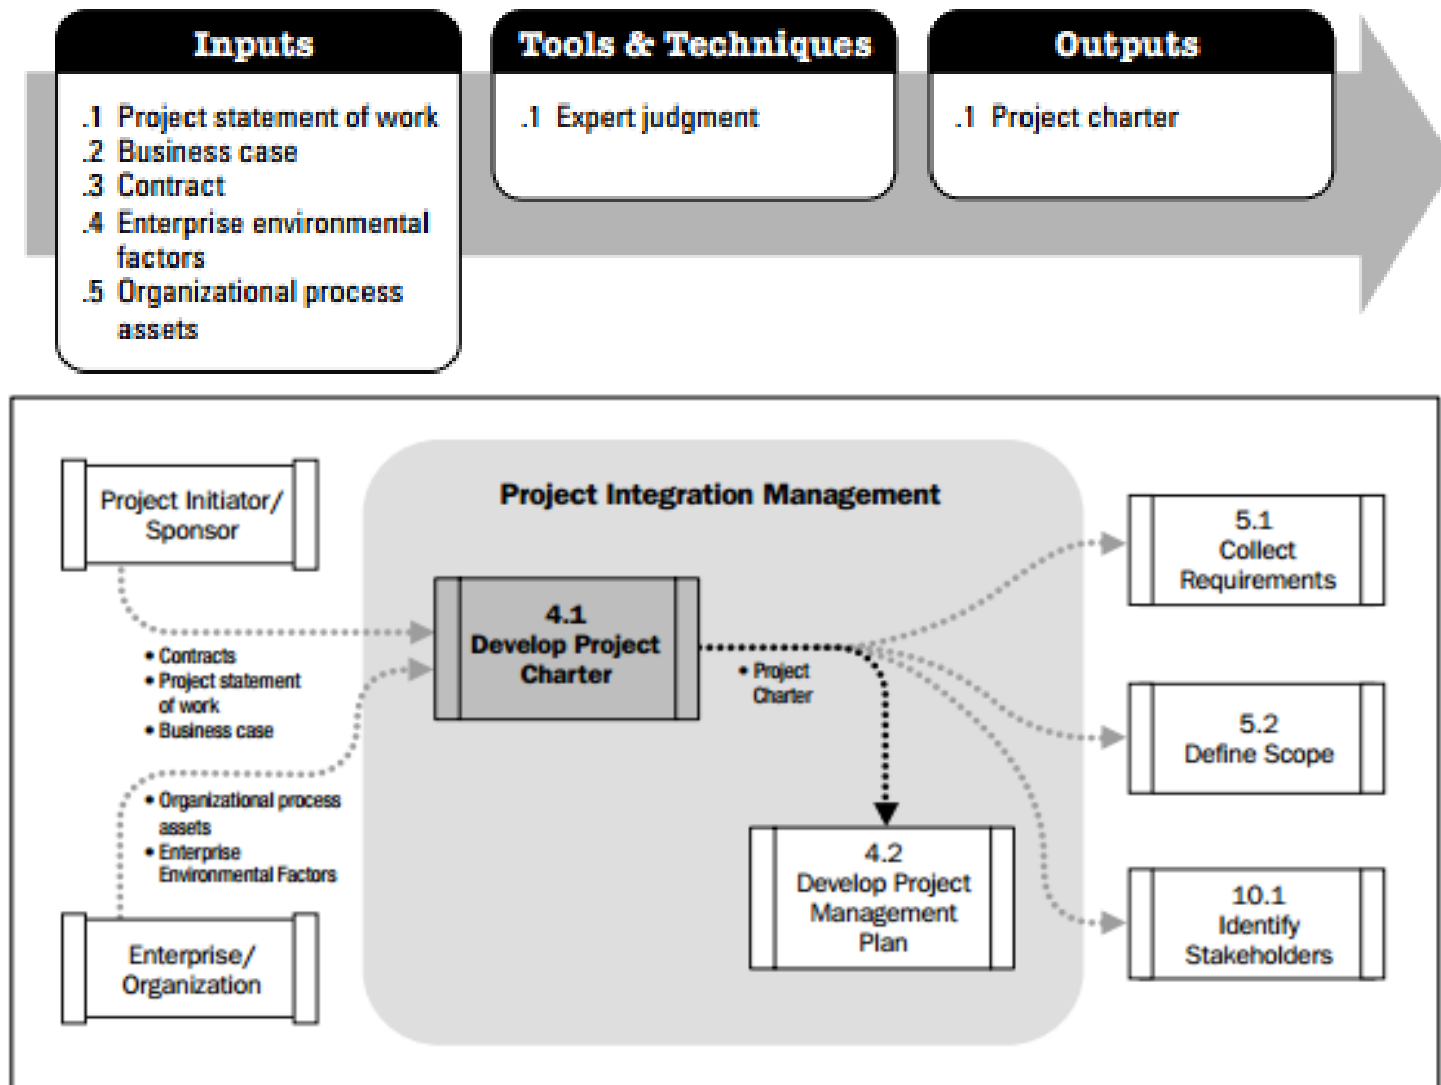 Inputs
.1 Project statement of work
.2 Business case
.3 Contract
.4 Enterprise environmental
factors
.5 Organizational process
assets
Tools & Techniques
.1 Expert judgment
Outputs
.1 Project charter
Project Integration Management
Project Initiator/
Sponsor
• Contracts
• Project statement
of work
• Business case
• Organizational process
assets
• Enterprise
Environmental Factors
Enterprise/
Organization
4.1
Develop Project
Charter
• Project
Charter
4.2
Develop Project
Management
Plan
5.1
Collect
Requirements
5.2
Define Scope
10.1
Identify
Stakeholders